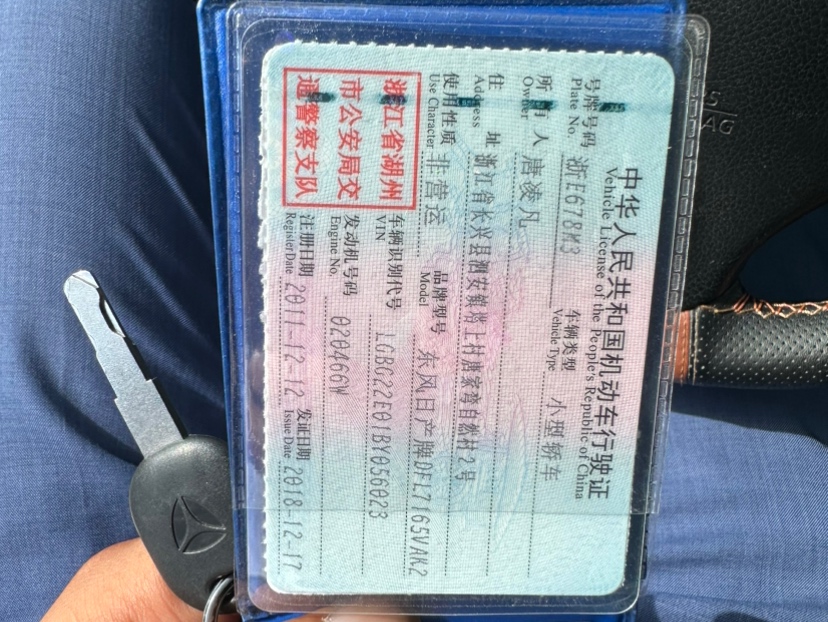 中华人民共和国机动车行驶证
Vehicle License of the People's Republic of China
号牌号码 浙E678M3 车辆类型 小型轿车
Plate No. Vehicle Type
所有人 唐凌凡
Owner
住址 浙江省长兴县泗安镇塔上村唐家弯自然村2号
Address
使用性质 非营运 品牌型号 东风日产牌DFL7165VAK2
Use Character Model
浙江省湖州
市公安局交
通警察支队
车辆识别代号 LGBG22E01BY056023
VIN
发动机号码 020466W
Engine No.
注册日期 2011-12-12 发证日期 2018-12-17
Register Date Issue Date